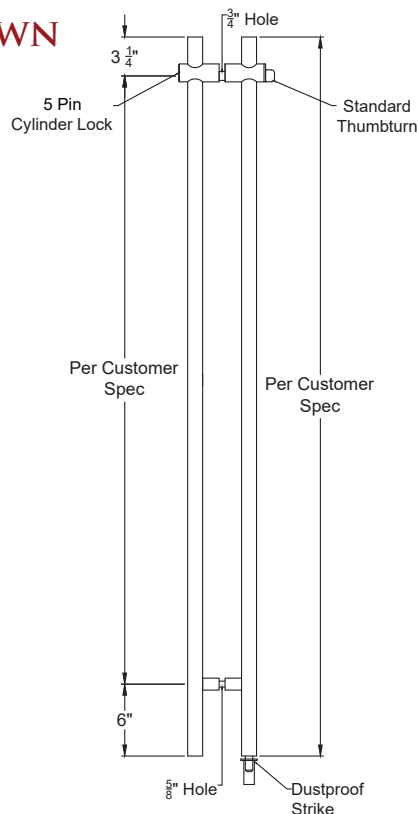 WN
3 1/4"
3/4" Hole
5 Pin
Cylinder Lock
Standard
Thumbturn
Per Customer
Spec
Per Customer
Spec
6"
5/8" Hole
Dustproof
Strike